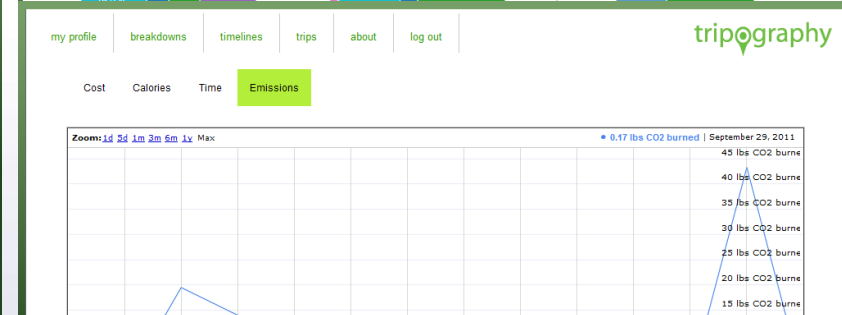 my profile breakdowns timelines trips about log out tripography
Cost Calories Time Emissions
Zoom: 1d 5d 1m 3m 6m 1y Max 0.17 lbs CO2 burned | September 29, 2011
45 lbs CO2 burne
40 lbs CO2 burne
35 lbs CO2 burne
30 lbs CO2 burne
25 lbs CO2 burne
20 lbs CO2 burne
15 lbs CO2 burne